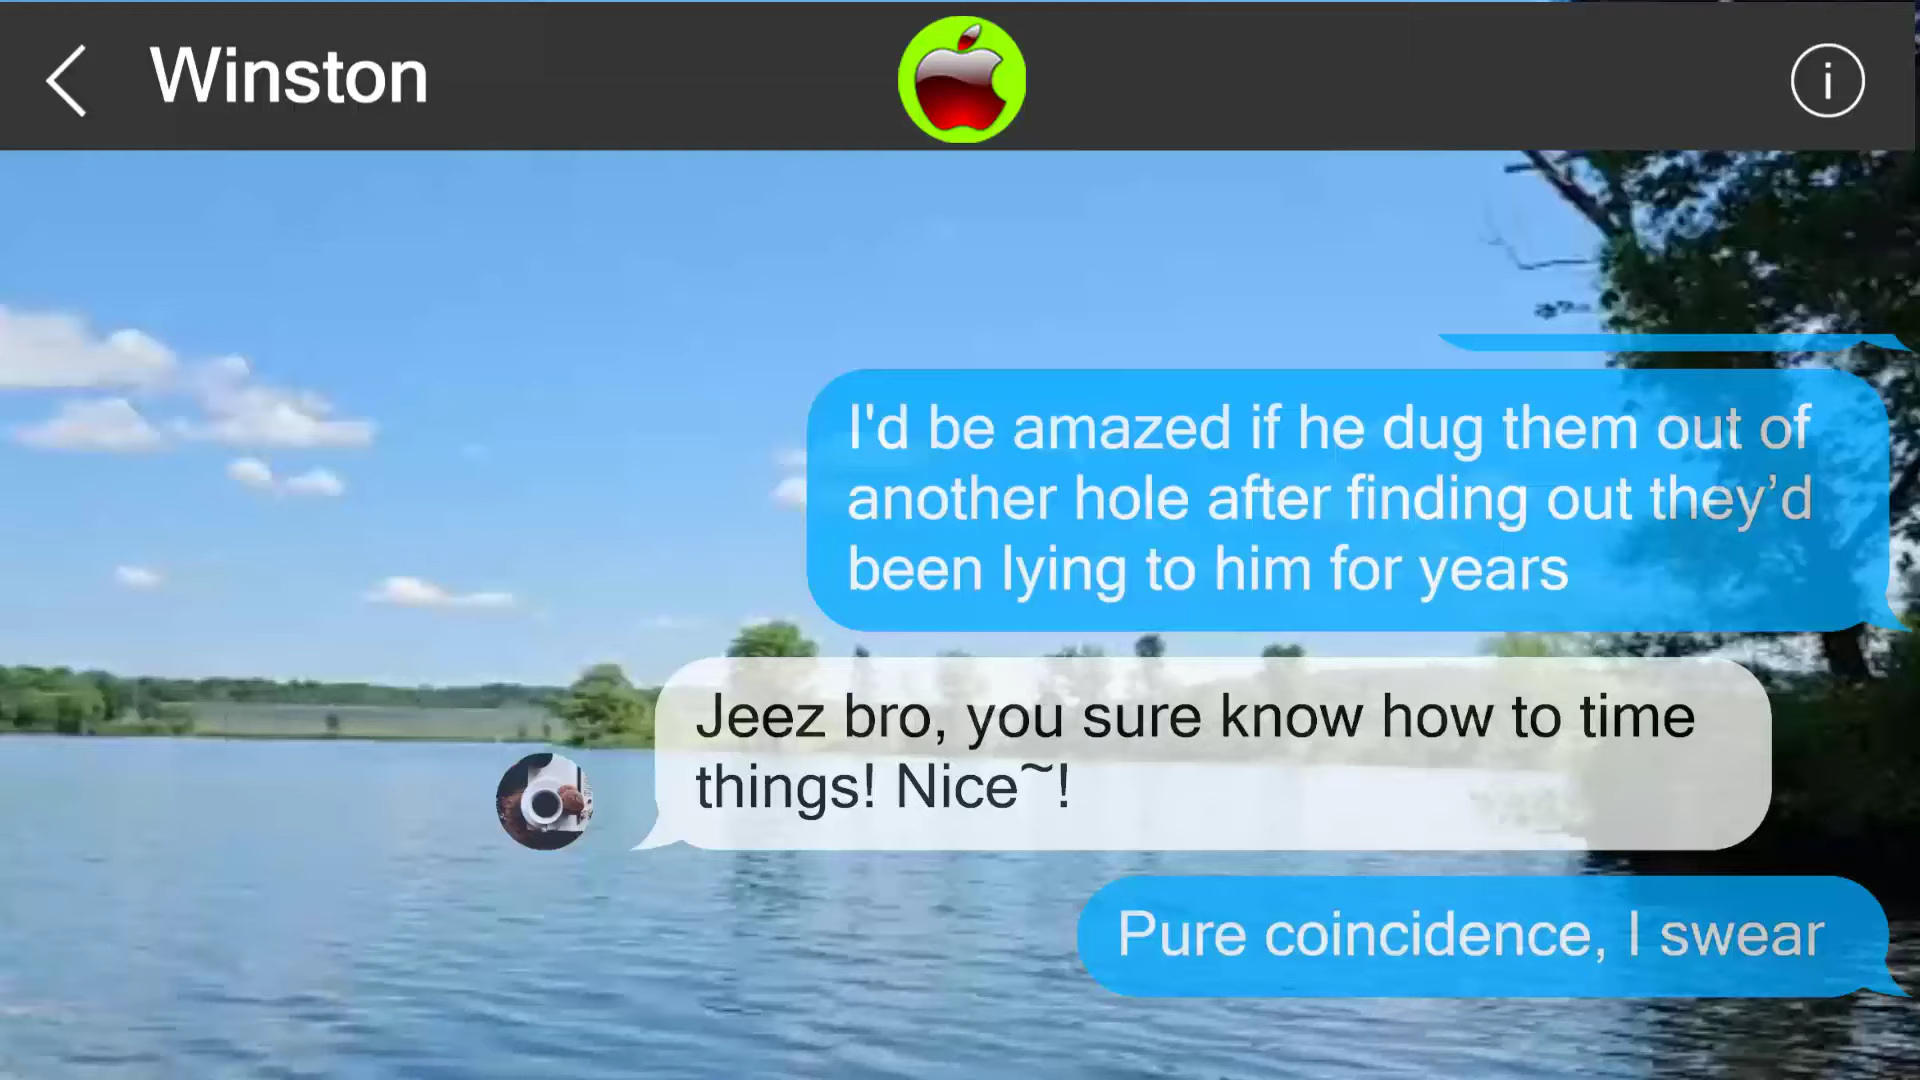 Winston
i
I'd be amazed if he dug them out of
another hole after finding out they’d
been lying to him for years
Jeez bro, you sure know how to time
things! Nice~!
Pure coincidence, I swear